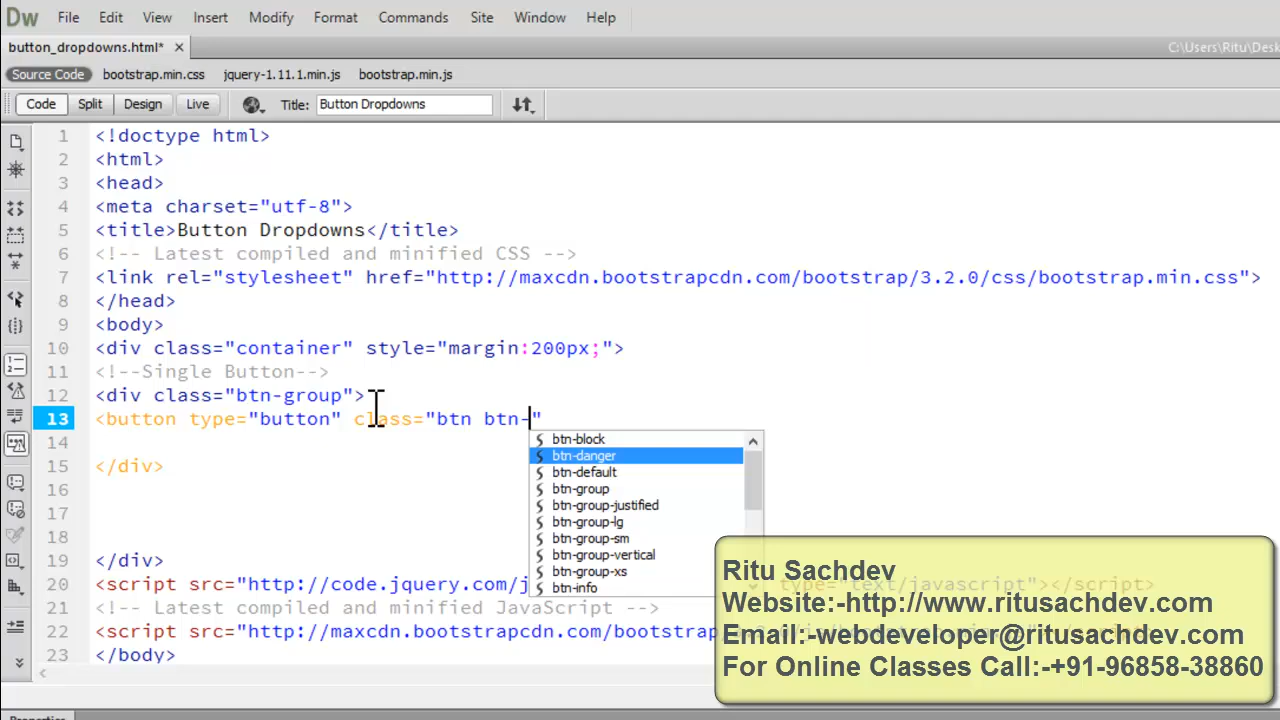 Dw File Edit View Insert Modify Format Commands Site Window Help
button_dropdowns.html* × C:\Users\Ritu\Desk
Source Code bootstrap.min.css jquery-1.11.1.min.js bootstrap.min.js
Code Split Design Live Title: Button Dropdowns
1 <!doctype html>
2 <html>
3 <head>
4 <meta charset="utf-8">
5 <title>Button Dropdowns</title>
6 <!-- Latest compiled and minified CSS -->
7 <link rel="stylesheet" href="http://maxcdn.bootstrapcdn.com/bootstrap/3.2.0/css/bootstrap.min.css">
8 </head>
9 <body>
10 <div class="container" style="margin:200px;">
11 <!--Single Button-->
12 <div class="btn-group">
13 <button type="button" class="btn btn-"
btn-block
14 btn-danger
15 </div> btn-default
16 btn-group
btn-group-justified
17 btn-group-lg
18 btn-group-sm
19 </div> btn-group-vertical
btn-group-xs
20 <script src="http://code.jquery.com/j type="text/javascript"></script>
btn-info
21 <!-- Latest compiled and minified JavaScript -->
22 <script src="http://maxcdn.bootstrapcdn.com/bootstrap
23 </body>
Ritu Sachdev
Website:-http://www.ritusachdev.com
Email:-webdeveloper@ritusachdev.com
For Online Classes Call:-+91-96858-38860